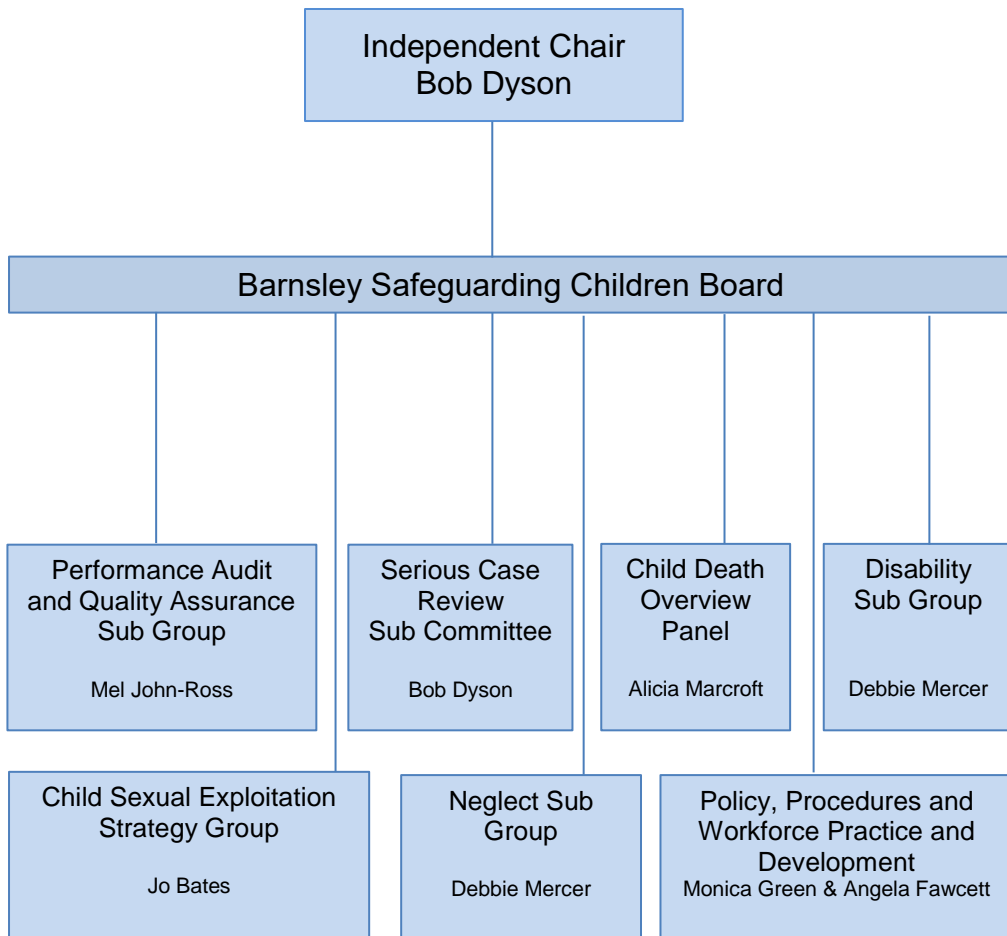 Independent Chair
Bob Dyson
Barnsley Safeguarding Children Board
Performance Audit
and Quality Assurance
Sub Group
Mel John-Ross
Serious Case
Review
Sub Committee
Bob Dyson
Child Death
Overview
Panel
Alicia Marcroft
Disability
Sub Group
Debbie Mercer
Child Sexual Exploitation
Strategy Group
Jo Bates
Neglect Sub
Group
Debbie Mercer
Policy, Procedures and
Workforce Practice and
Development
Monica Green & Angela Fawcett